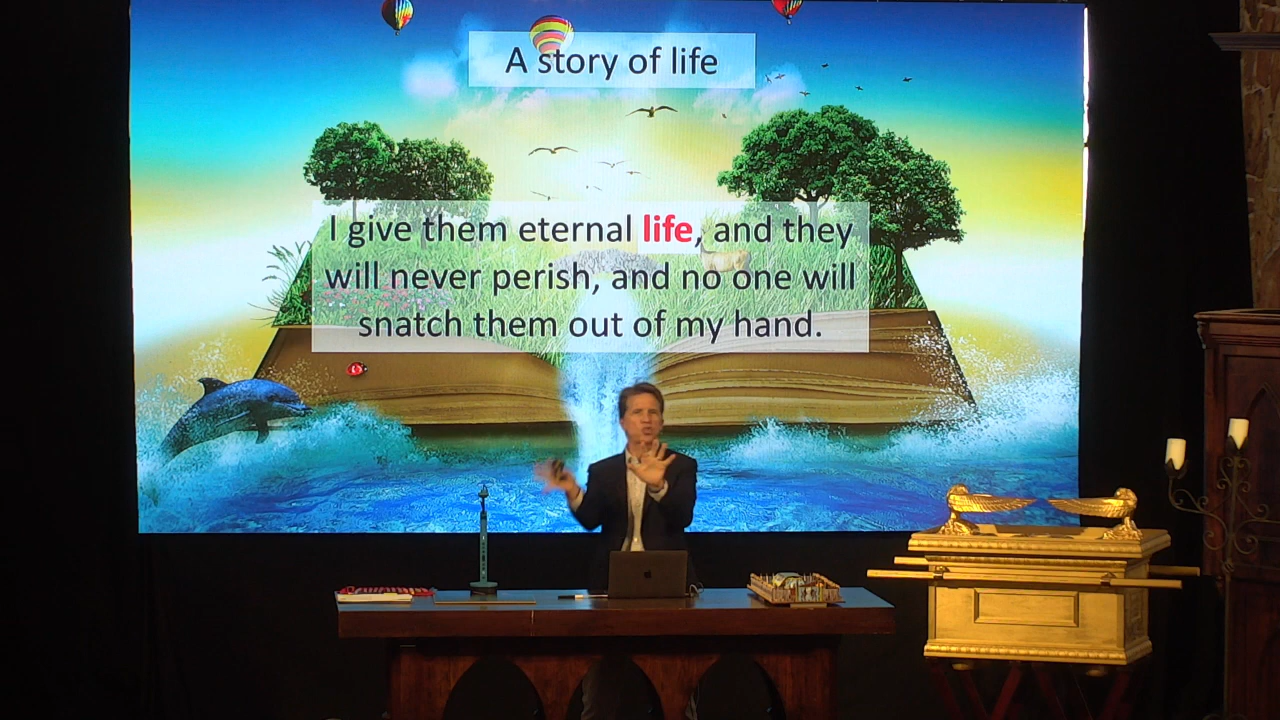 A story of life
I give them eternal life, and they
will never perish, and no one will
snatch them out of my hand.